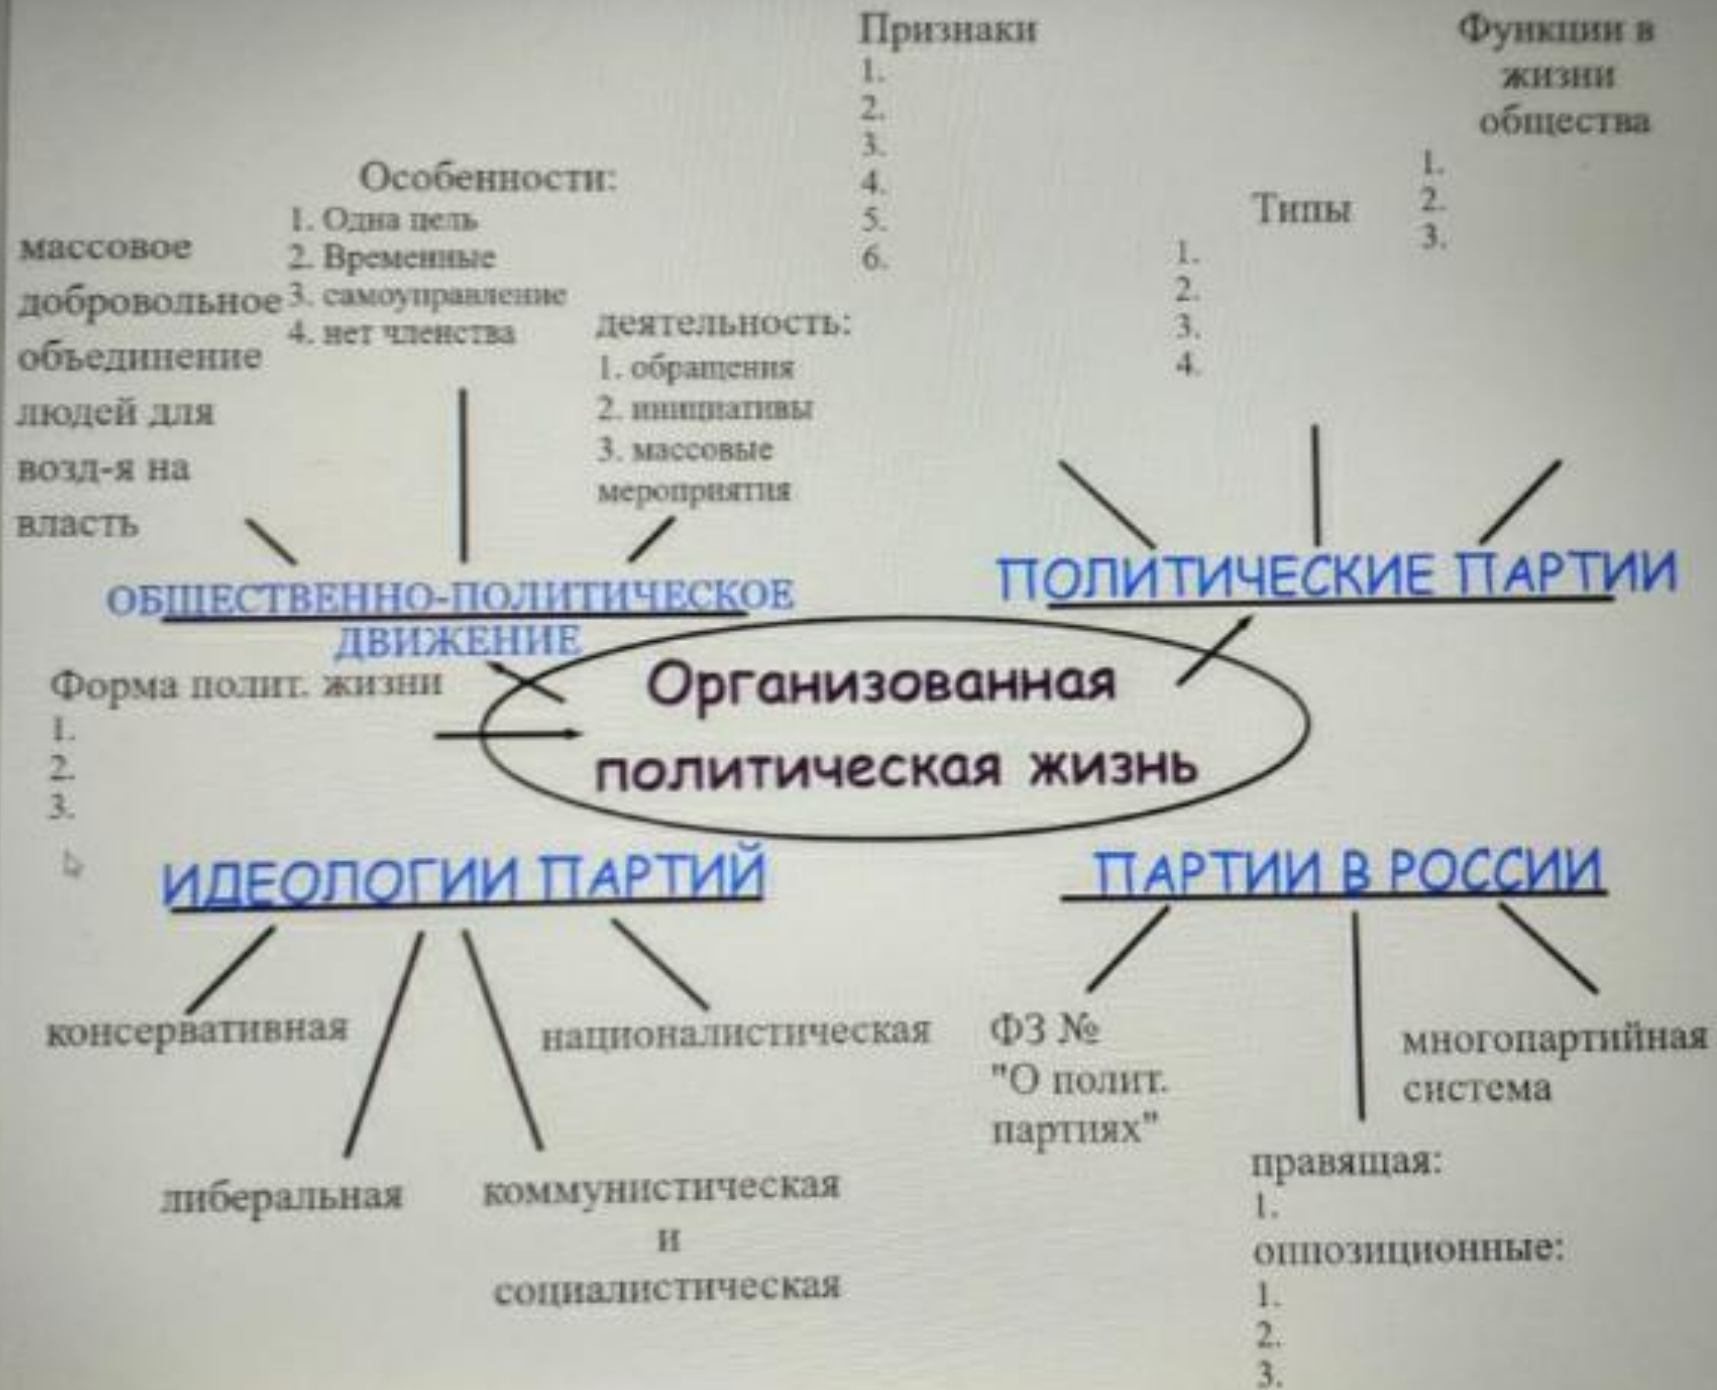 Признаки
1.
2.
3.
4.
5.
6.
Функции в
жизни
общества
1.
2.
3.
Типы
1.
2.
3.
4.
Особенности:
1. Одна цель
2. Временные
3. самоуправление
4. нет членства
массовое
добровольное
объединение
людей для
возд-я на
власть
деятельность:
1. обращения
2. инициативы
3. массовые
мероприятия
ОБЩЕСТВЕННО-ПОЛИТИЧЕСКОЕ
ДВИЖЕНИЕ
ПОЛИТИЧЕСКИЕ ПАРТИИ
Форма полит. жизни
1.
2.
3.
Организованная
политическая жизнь
ИДЕОЛОГИИ ПАРТИЙ
консервативная
либеральная
коммунистическая
и
социалистическая
националистическая
ПАРТИИ В РОССИИ
ФЗ №
"О полит.
партиях"
правящая:
1.
оппозиционные:
1.
2.
3.
многопартийная
система